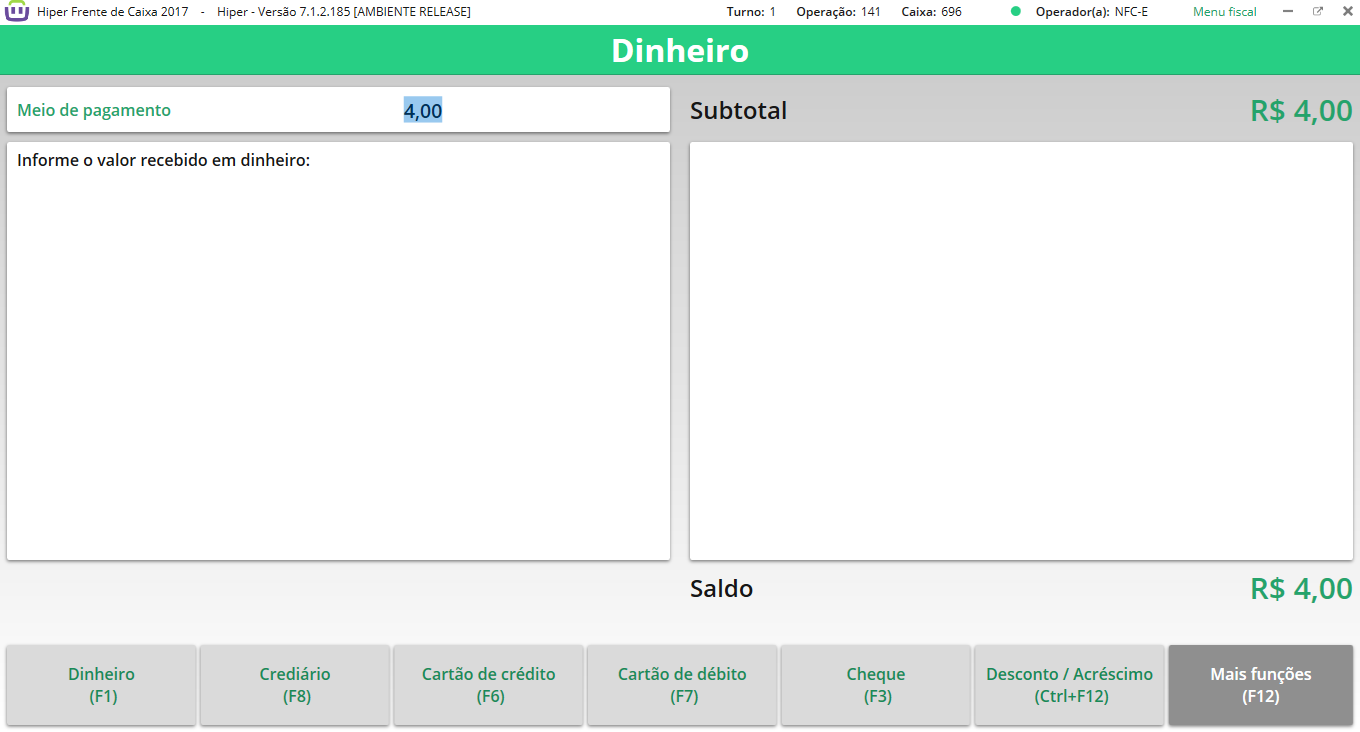 Hiper Frente de Caixa 2017 - Hiper - Versão 7.1.2.185 [AMBIENTE RELEASE] Turno: 1 Operação: 141 Caixa: 696 Operador(a): NFC-E Menu fiscal
Dinheiro
Meio de pagamento 4,00
Subtotal R$ 4,00
Informe o valor recebido em dinheiro:
Saldo R$ 4,00
Dinheiro
(F1)
Crediário
(F8)
Cartão de crédito
(F6)
Cartão de débito
(F7)
Cheque
(F3)
Desconto / Acréscimo
(Ctrl+F12)
Mais funções
(F12)